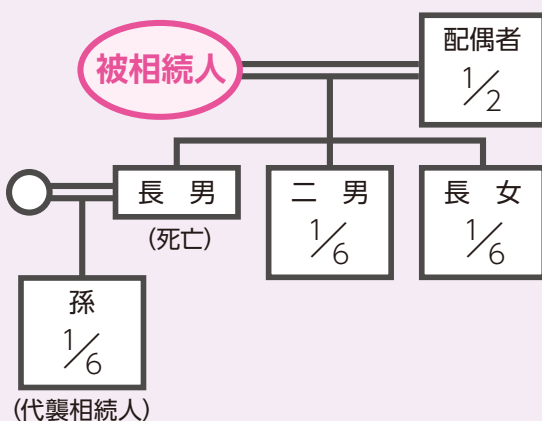 被相続人
配偶者
1/2
長 男
(死亡)
二 男
1/6
長 女
1/6
孫
1/6
(代襲相続人)